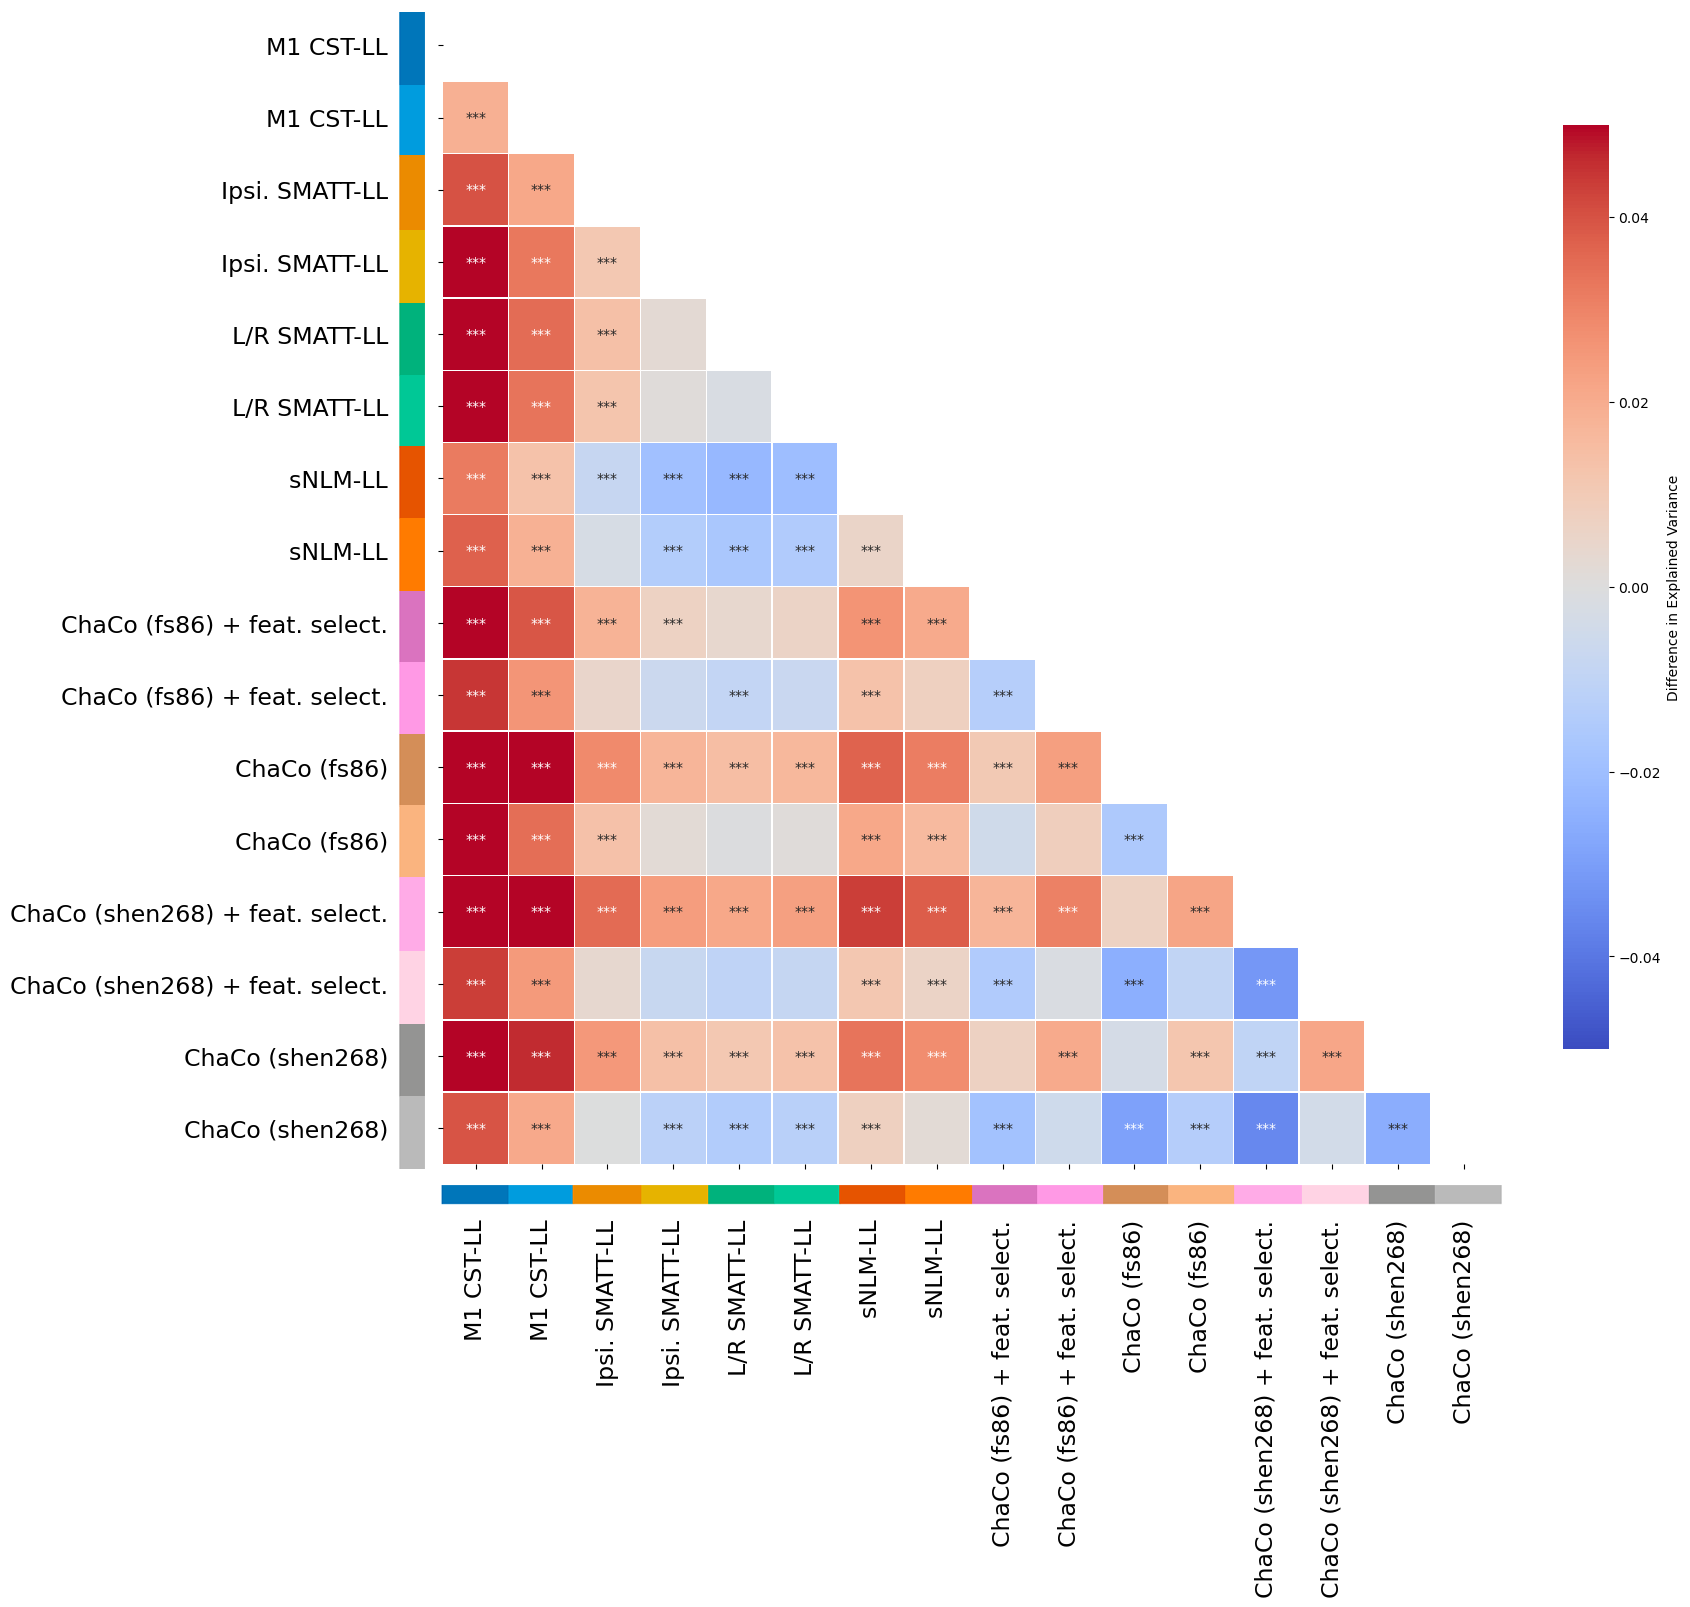 M1 CST-LL
M1 CST-LL
***
Ipsi. SMATT-LL
*** ***
Ipsi. SMATT-LL
*** *** ***
L/R SMATT-LL
*** *** ***
L/R SMATT-LL
*** *** ***
sNLM-LL
*** *** *** *** *** ***
sNLM-LL
*** *** *** *** *** ***
ChaCo (fs86) + feat. select.
*** *** *** *** *** ***
ChaCo (fs86) + feat. select.
*** *** *** *** ***
ChaCo (fs86)
*** *** *** *** *** *** *** *** *** ***
ChaCo (fs86)
*** *** *** *** *** ***
ChaCo (shen268) + feat. select.
*** *** *** *** *** *** *** *** *** *** ***
ChaCo (shen268) + feat. select.
*** *** *** *** *** *** ***
ChaCo (shen268)
*** *** *** *** *** *** *** *** *** *** *** ***
ChaCo (shen268)
*** *** *** *** *** *** *** *** *** *** ***
M1 CST-LL
M1 CST-LL
Ipsi. SMATT-LL
Ipsi. SMATT-LL
L/R SMATT-LL
L/R SMATT-LL
sNLM-LL
sNLM-LL
ChaCo (fs86) + feat. select.
ChaCo (fs86) + feat. select.
ChaCo (fs86)
ChaCo (fs86)
ChaCo (shen268) + feat. select.
ChaCo (shen268) + feat. select.
ChaCo (shen268)
ChaCo (shen268)
0.04
0.02
0.00
−0.02
−0.04
Difference in Explained Variance